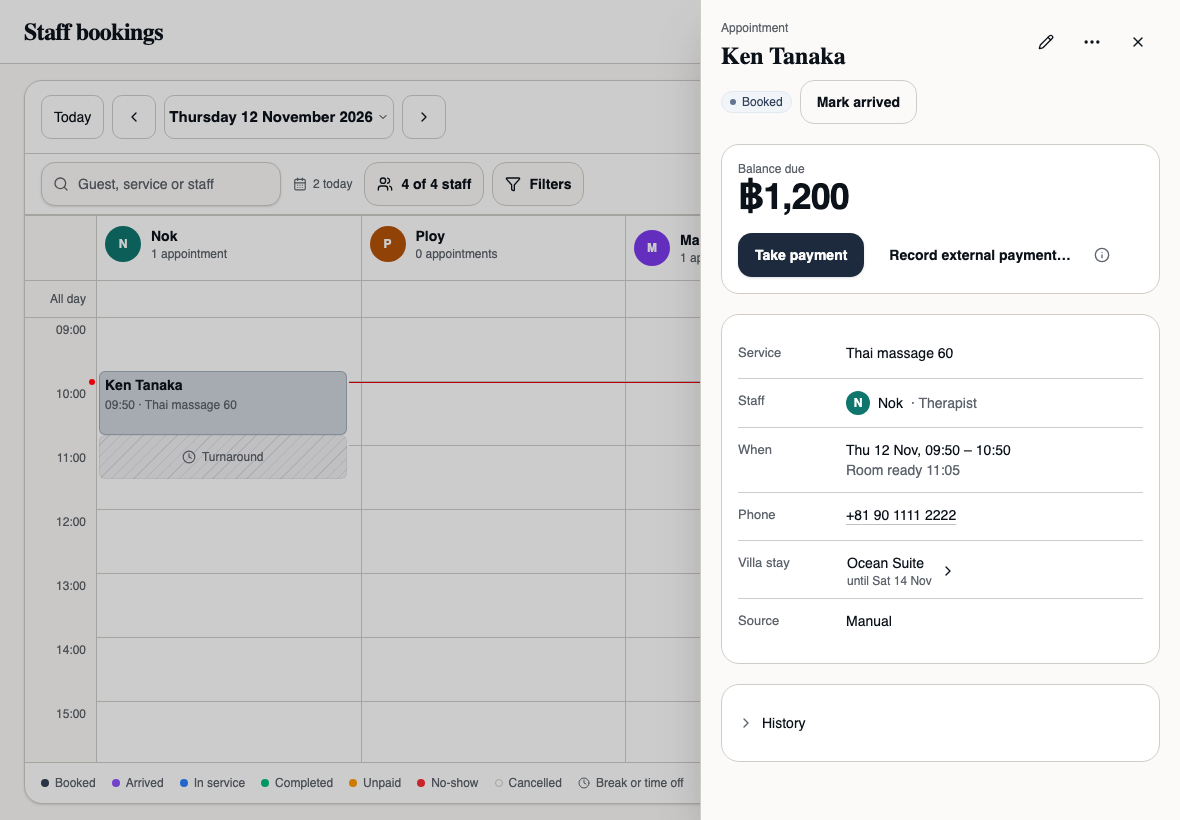 Staff bookings
Today
Thursday 12 November 2026
Guest, service or staff
2 today
4 of 4 staff
Filters
N
Nok
1 appointment
P
Ploy
0 appointments
M
All day
09:00
10:00
11:00
12:00
13:00
14:00
15:00
Ken Tanaka
09:50 · Thai massage 60
Turnaround
Booked
Arrived
In service
Completed
Unpaid
No-show
Cancelled
Break or time off
Appointment
Ken Tanaka
Booked
Mark arrived
Balance due
฿1,200
Take payment
Record external payment…
Service
Thai massage 60
Staff
N
Nok · Therapist
When
Thu 12 Nov, 09:50 – 10:50
Room ready 11:05
Phone
+81 90 1111 2222
Villa stay
Ocean Suite
until Sat 14 Nov
Source
Manual
History